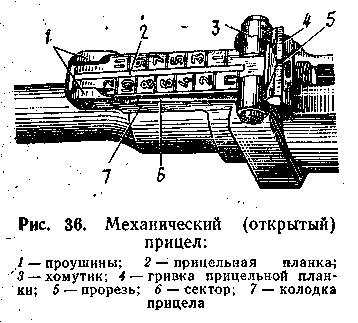 1 2 3 4 5
7 6
Рис. 36. Механический (открытый)
прицел:
1 — проушины; 2 — прицельная планка;
3 — хомутик; 4 — гривка прицельной план-
ки; 5 — прорезь; 6 — сектор; 7 — колодка
прицела